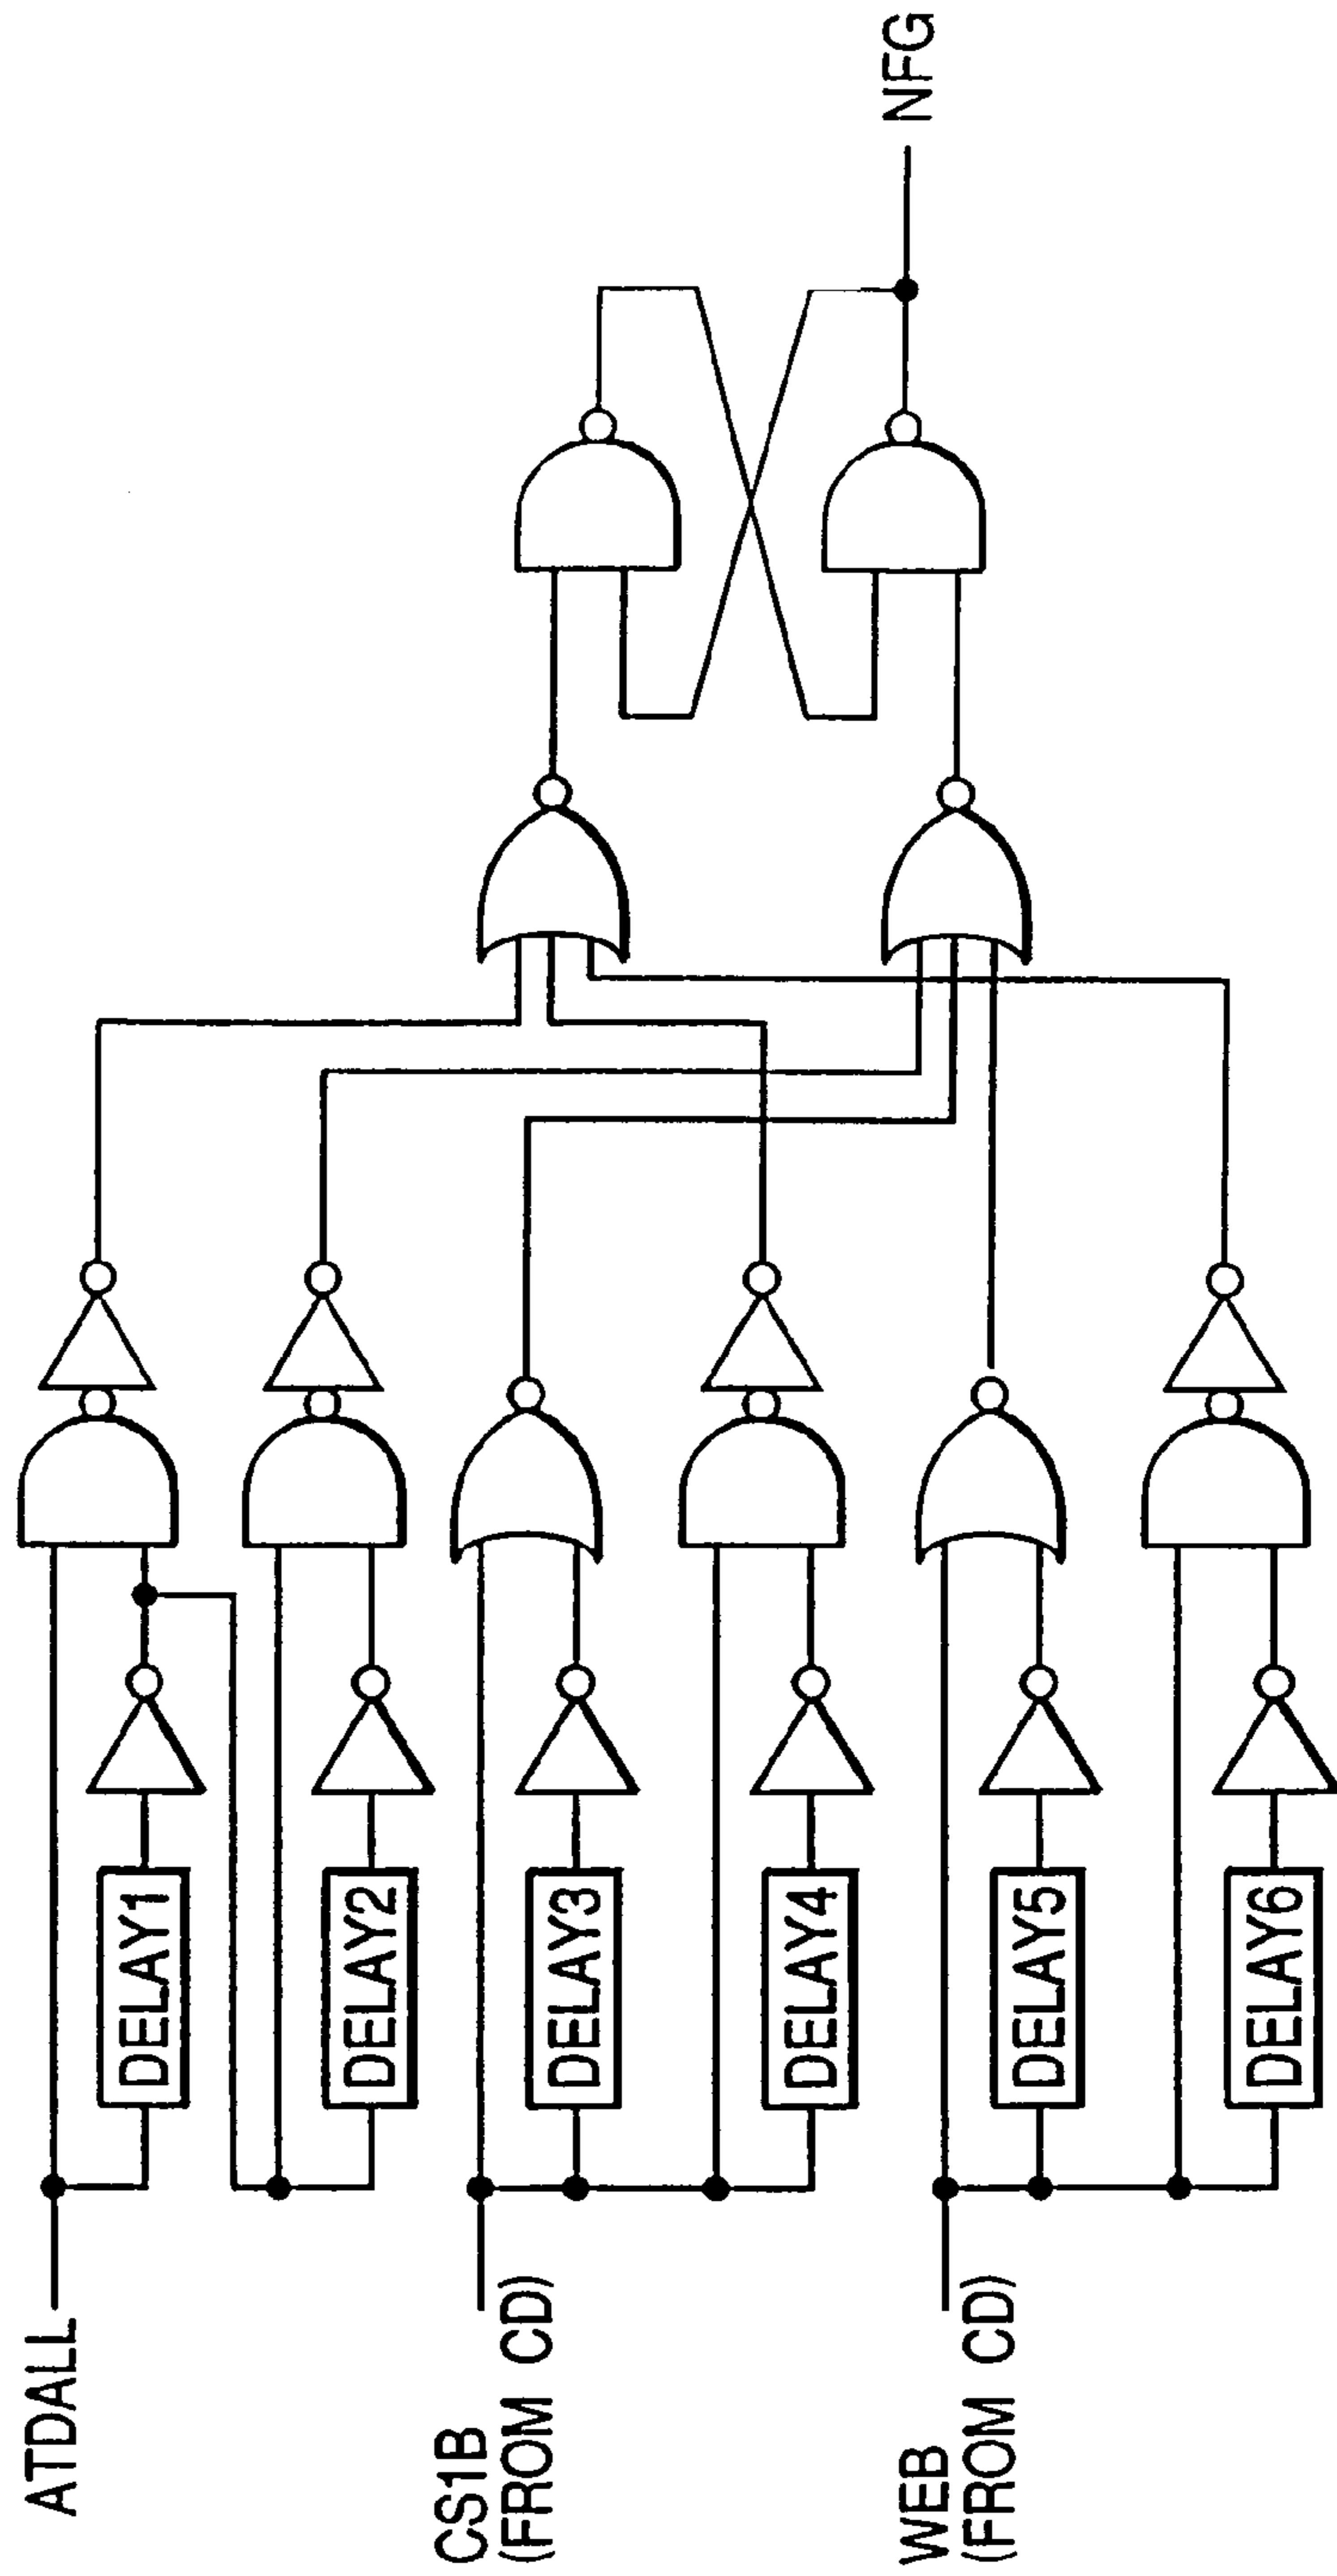 ATDALL
DELAY1
DELAY2
CS1B
(FROM CD)
DELAY3
DELAY4
WEB
(FROM CD)
DELAY5
DELAY6
NFG